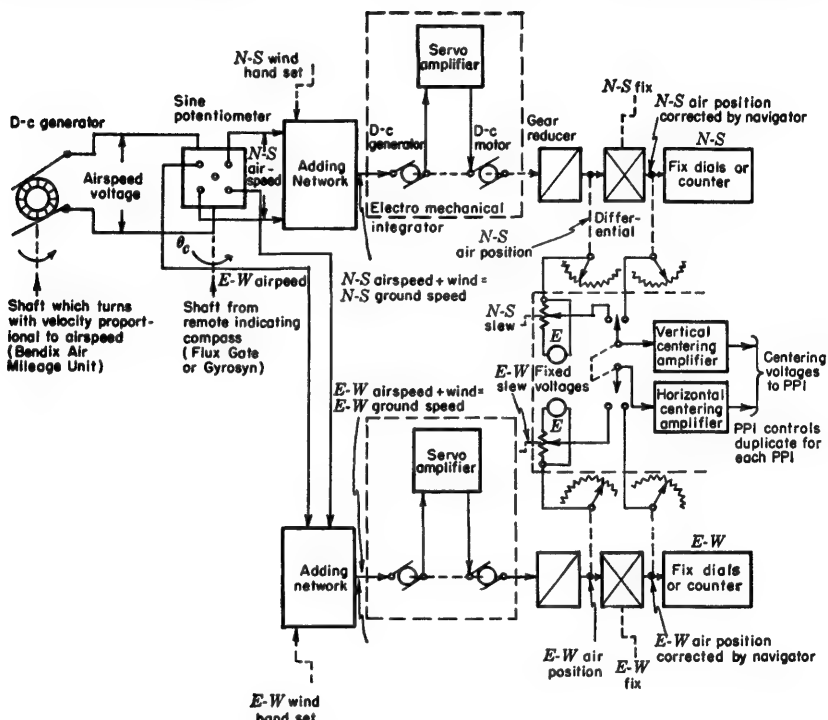 N-S wind
hand set
Servo
amplifier
N-S fix
N-S air position
corrected by navigator
D-c generator
Sine
potentiometer
D-c
generator
D-c
motor
Gear
reducer
N-S
Airspeed
voltage
N-S
air-
speed
Adding
Network
Fix dials or
counter
Electro mechanical
integrator
Differ-
ential
N-S
air position
θc
E-W airpeed
N-S airspeed + wind =
N-S ground speed
Shaft which turns
with velocity proport-
ional to airspeed
(Bendix Air
Mileage Unit)
Shaft from
remote indicating
compass
(Flux Gate
or Gyrosyn)
N-S
slew
E
Vertical
centering
amplifier
E-W
slew
Fixed
voltages
E
Horizontal
centering
amplifier
Centering
voltages
to PPI
PPI controls
duplicate for
each PPI
E-W airspeed + wind =
E-W ground speed
Servo
amplifier
Adding
network
E-W
Fix dials
or counter
E-W air
position
E-W
fix
E-W air position
corrected by navigator
E-W wind
hand set